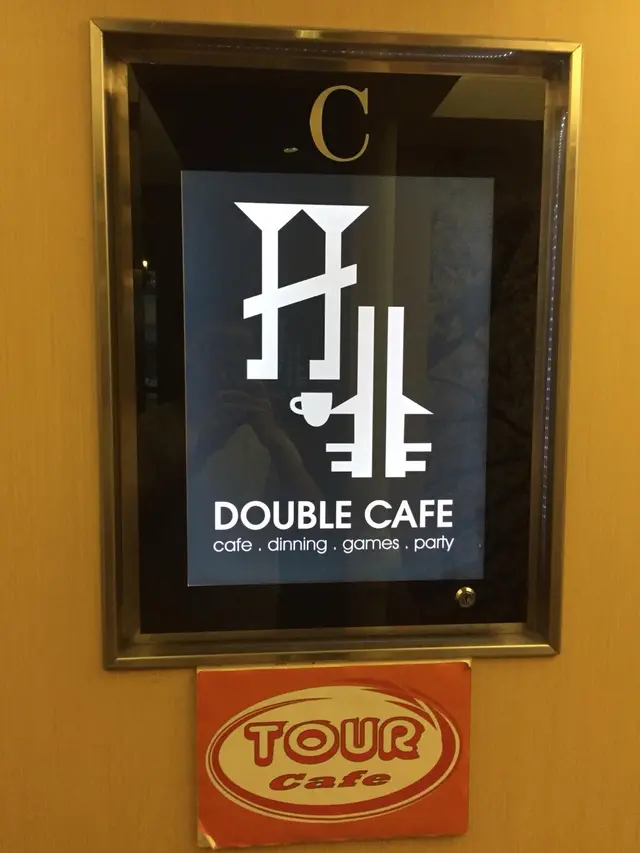 C
DOUBLE CAFE
cafe . dinning . games . party
TOUR
Cafe